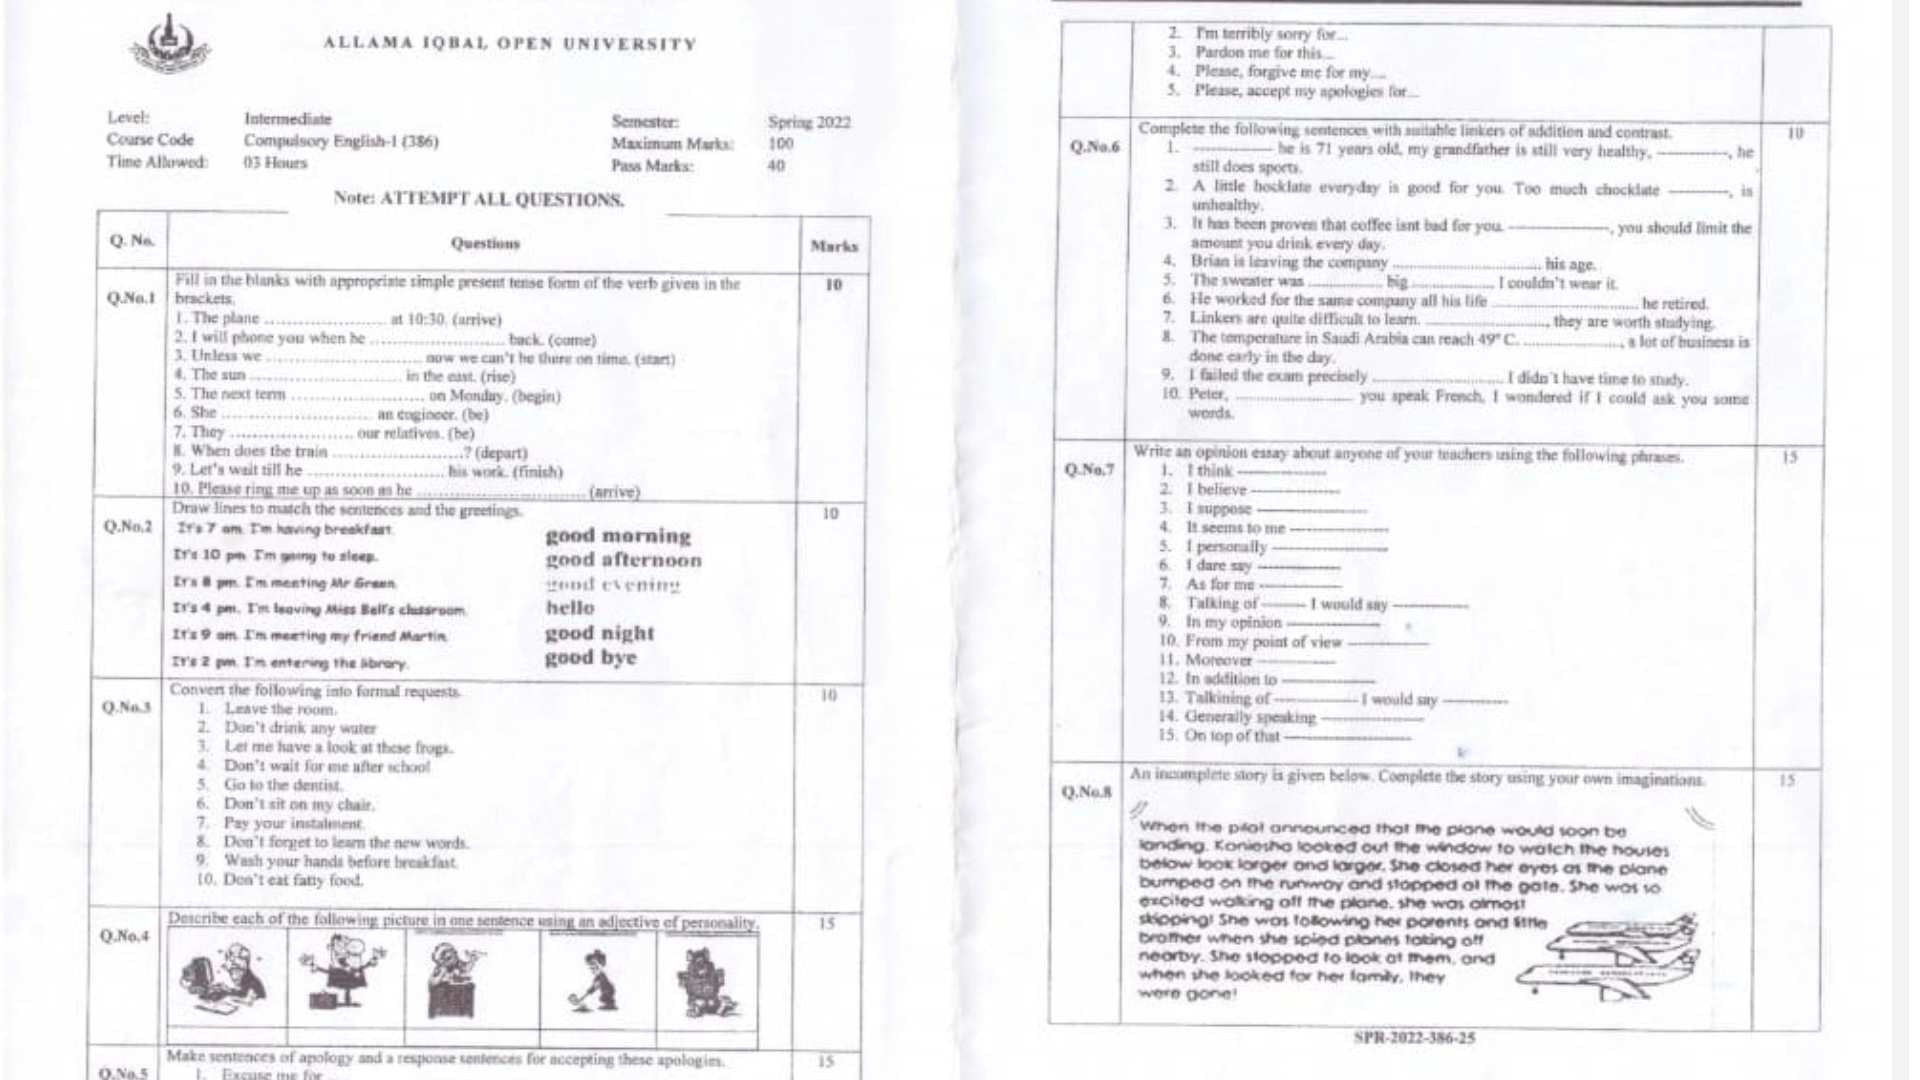 ALLAMA IQBAL OPEN UNIVERSITY
Level: Intermediate Semester: Spring 2022
Course Code Compulsory English-1 (386) Maximum Marks: 100
Time Allowed: 03 Hours Pass Marks: 40
Note: ATTEMPT ALL QUESTIONS.
Q. No. Questions Marks
Q.No.1 Fill in the blanks with appropriate simple present tense form of the verb given in the 10
brackets.
1. The plane ........................ at 10:30. (arrive)
2. I will phone you when he ........................... back. (come)
3. Unless we ............................... now we can't be there on time. (start)
4. The sun .............................. in the east. (rise)
5. The next term ........................... on Monday. (begin)
6. She .............................. an engineer. (be)
7. They ......................... our relatives. (be)
8. When does the train ..........................? (depart)
9. Let's wait till he ........................... his work. (finish)
10. Please ring me up as soon as he .................................. (arrive)
Q.No.2 Draw lines to match the sentences and the greetings. 10
It's 7 am. I'm having breakfast. good morning
It's 10 pm. I'm going to sleep. good afternoon
It's 8 pm. I'm meeting Mr Green. good evening
It's 4 pm. I'm leaving Miss Bell's classroom. hello
It's 9 am. I'm meeting my friend Martin. good night
It's 2 pm. I'm entering the library. good bye
Q.No.3 Convert the following into formal requests. 10
1. Leave the room.
2. Don't drink any water
3. Let me have a look at these frogs.
4. Don't wait for me after school
5. Go to the dentist.
6. Don't sit on my chair.
7. Pay your instalment.
8. Don't forget to learn the new words.
9. Wash your hands before breakfast.
10. Don't eat fatty food.
Q.No.4 Describe each of the following picture in one sentence using an adjective of personality. 15
Q.No.5 Make sentences of apology and a response sentences for accepting these apologies. 15
1. Excuse me for ...
2. I'm terribly sorry for...
3. Pardon me for this...
4. Please, forgive me for my....
5. Please, accept my apologies for...
Q.No.6 Complete the following sentences with suitable linkers of addition and contrast. 10
1. -------------- he is 71 years old, my grandfather is still very healthy, ------------, he
still does sports.
2. A little hocklate everyday is good for you. Too much chocklate ------------, is
unhealthy.
3. It has been proven that coffee isnt bad for you. --------------------, you should limit the
amount you drink every day.
4. Brian is leaving the company .............................. his age.
5. The sweater was ............... big ................. I couldn't wear it.
6. He worked for the same company all his life ............................. he retired.
7. Linkers are quite difficult to learn. ........................, they are worth studying.
8. The temperature in Saudi Arabia can reach 49° C. ...................., a lot of business is
done early in the day.
9. I failed the exam precisely .......................... I didn't have time to study.
10. Peter, ....................... you speak French, I wondered if I could ask you some
words.
Q.No.7 Write an opinion essay about anyone of your teachers using the following phrases. 15
1. I think ------------------
2. I believe ------------------
3. I suppose ----------------------
4. It seems to me --------------------
5. I personally -----------------------
6. I dare say ----------------
7. As for me ----------------
8. Talking of --------- I would say ---------------
9. In my opinion ------------------
10. From my point of view ----------------
11. Moreover ---------------
12. In addition to ------------------
13. Talkining of ---------------- I would say -------------
14. Generally speaking --------------------
15. On top of that -------------------------
Q.No.8 An incomplete story is given below. Complete the story using your own imaginations. 15
When the pilot announced that the plane would soon be
landing, Koniesha looked out the window to watch the houses
below look larger and larger. She closed her eyes as the plane
bumped on the runway and stopped at the gate. She was so
excited walking off the plane, she was almost
skipping! She was following her parents and little
brother when she spied planes taking off
nearby. She stopped to look at them, and
when she looked for her family, they
were gone!
SPR-2022-386-25